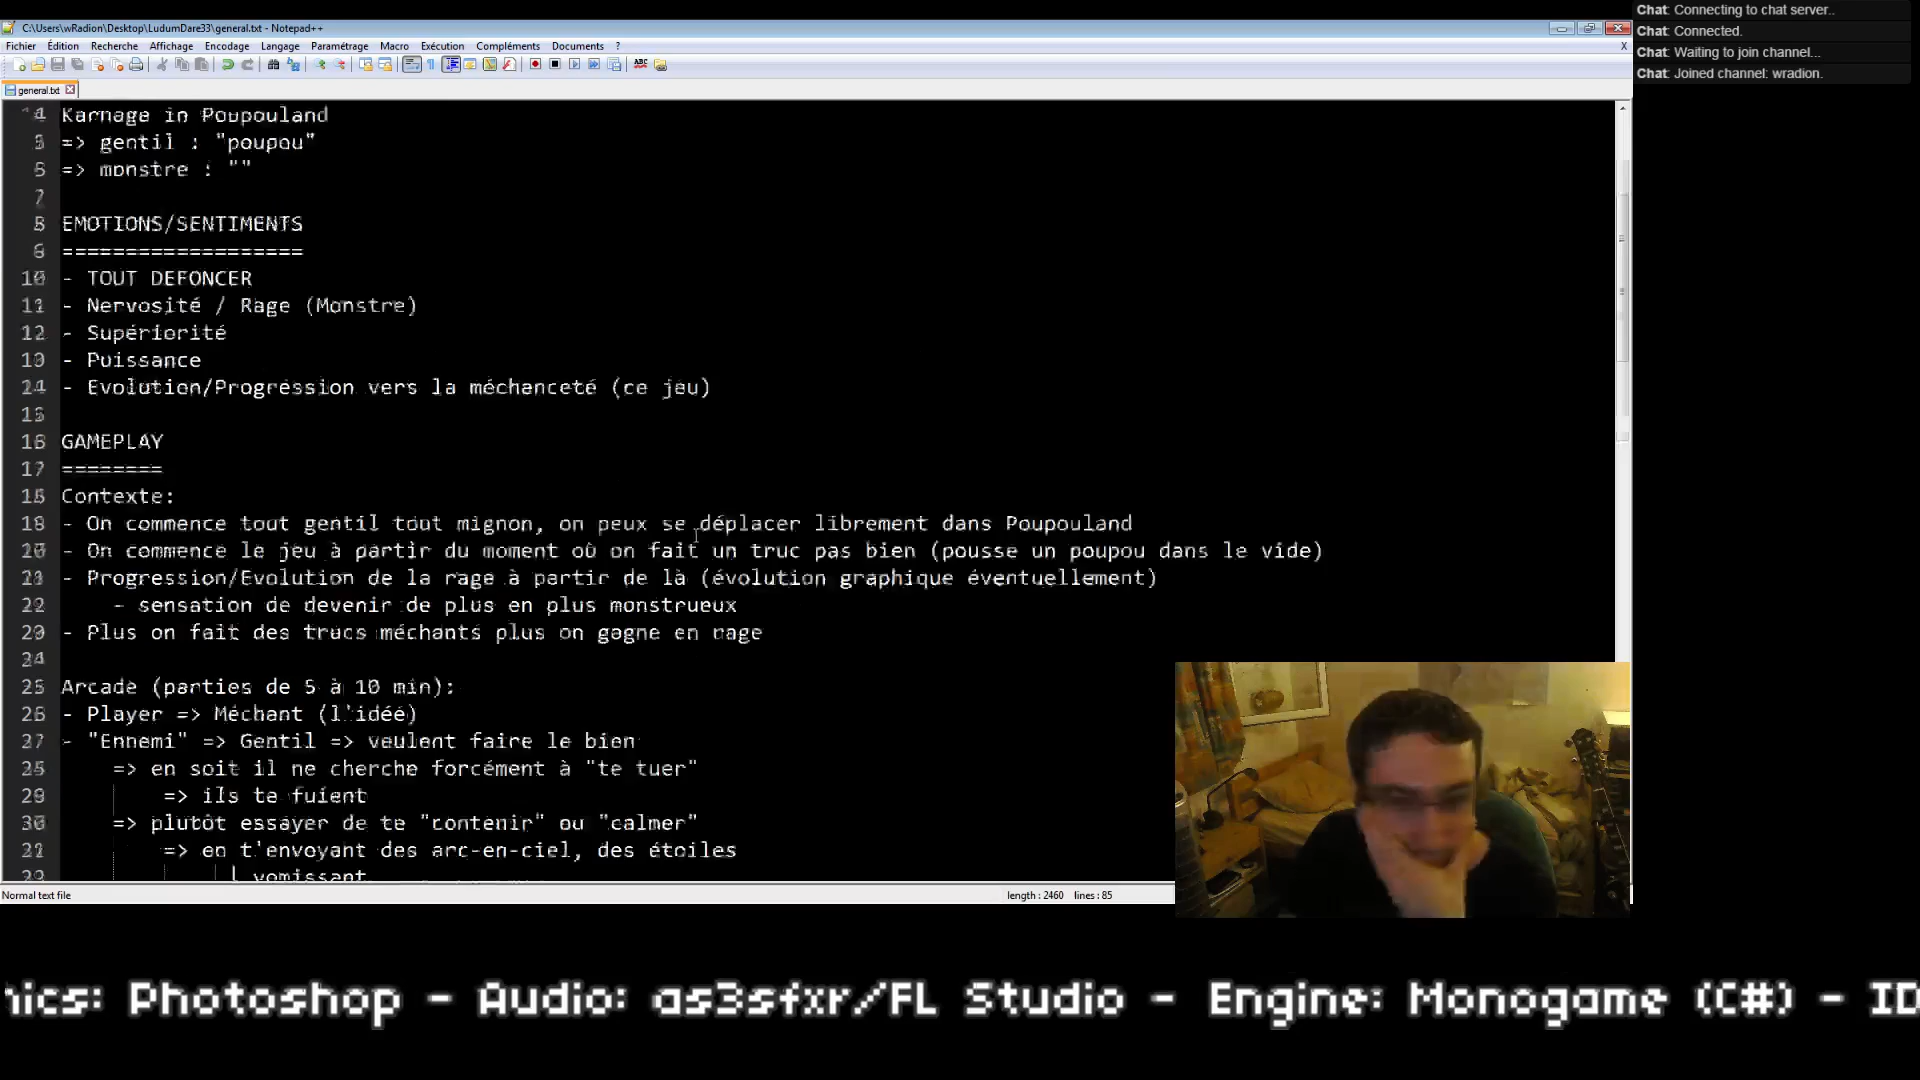 C:\Users\wRadion\Desktop\LudumDare33\general.txt - Notepad++
Fichier Édition Recherche Affichage Encodage Langage Paramétrage Macro Exécution Compléments Documents ? X
general.txt
Karnage in Poupouland
=> gentil : "poupou"
=> monstre : ""
7
EMOTIONS/SENTIMENTS
===================
- TOUT DEFONCER
11 - Nervosité / Rage (Monstre)
12 - Supériorité
- Puissance
- Evolution/Progression vers la méchanceté (ce jeu)
GAMEPLAY
17 ========
Contexte:
- On commence tout gentil tout mignon, on peux se déplacer librement dans Poupouland
- On commence le jeu à partir du moment où on fait un truc pas bien (pousse un poupou dans le vide)
- Progression/Evolution de la rage à partir de là (évolution graphique éventuellement)
- sensation de devenir de plus en plus monstrueux
- Plus on fait des trucs méchants plus on gagne en rage
Arcade (parties de 5 à 10 min):
- Player => Méchant (l'idée)
- "Ennemi" => Gentil => veulent faire le bien
=> en soit il ne cherche forcément à "te tuer"
=> ils te fuient
=> plutôt essayer de te "contenir" ou "calmer"
=> en t'envoyant des arc-en-ciel, des étoiles
vomissant
Normal text file length : 2460 lines : 85
Chat: Connecting to chat server..
Chat: Connected.
Chat: Waiting to join channel...
Chat: Joined channel: wradion.
hics: Photoshop - Audio: as3sfxr/FL Studio - Engine: Monogame (C#) - ID